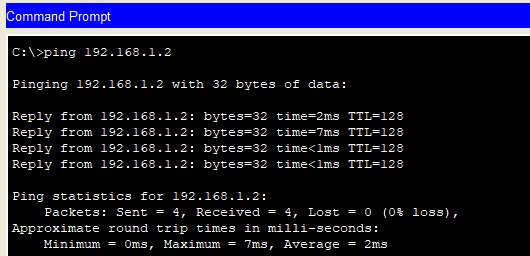 Command Prompt
C:\>ping 192.168.1.2
Pinging 192.168.1.2 with 32 bytes of data:
Reply from 192.168.1.2: bytes=32 time=2ms TTL=128
Reply from 192.168.1.2: bytes=32 time=7ms TTL=128
Reply from 192.168.1.2: bytes=32 time<1ms TTL=128
Reply from 192.168.1.2: bytes=32 time<1ms TTL=128
Ping statistics for 192.168.1.2:
Packets: Sent = 4, Received = 4, Lost = 0 (0% loss),
Approximate round trip times in milli-seconds:
Minimum = 0ms, Maximum = 7ms, Average = 2ms